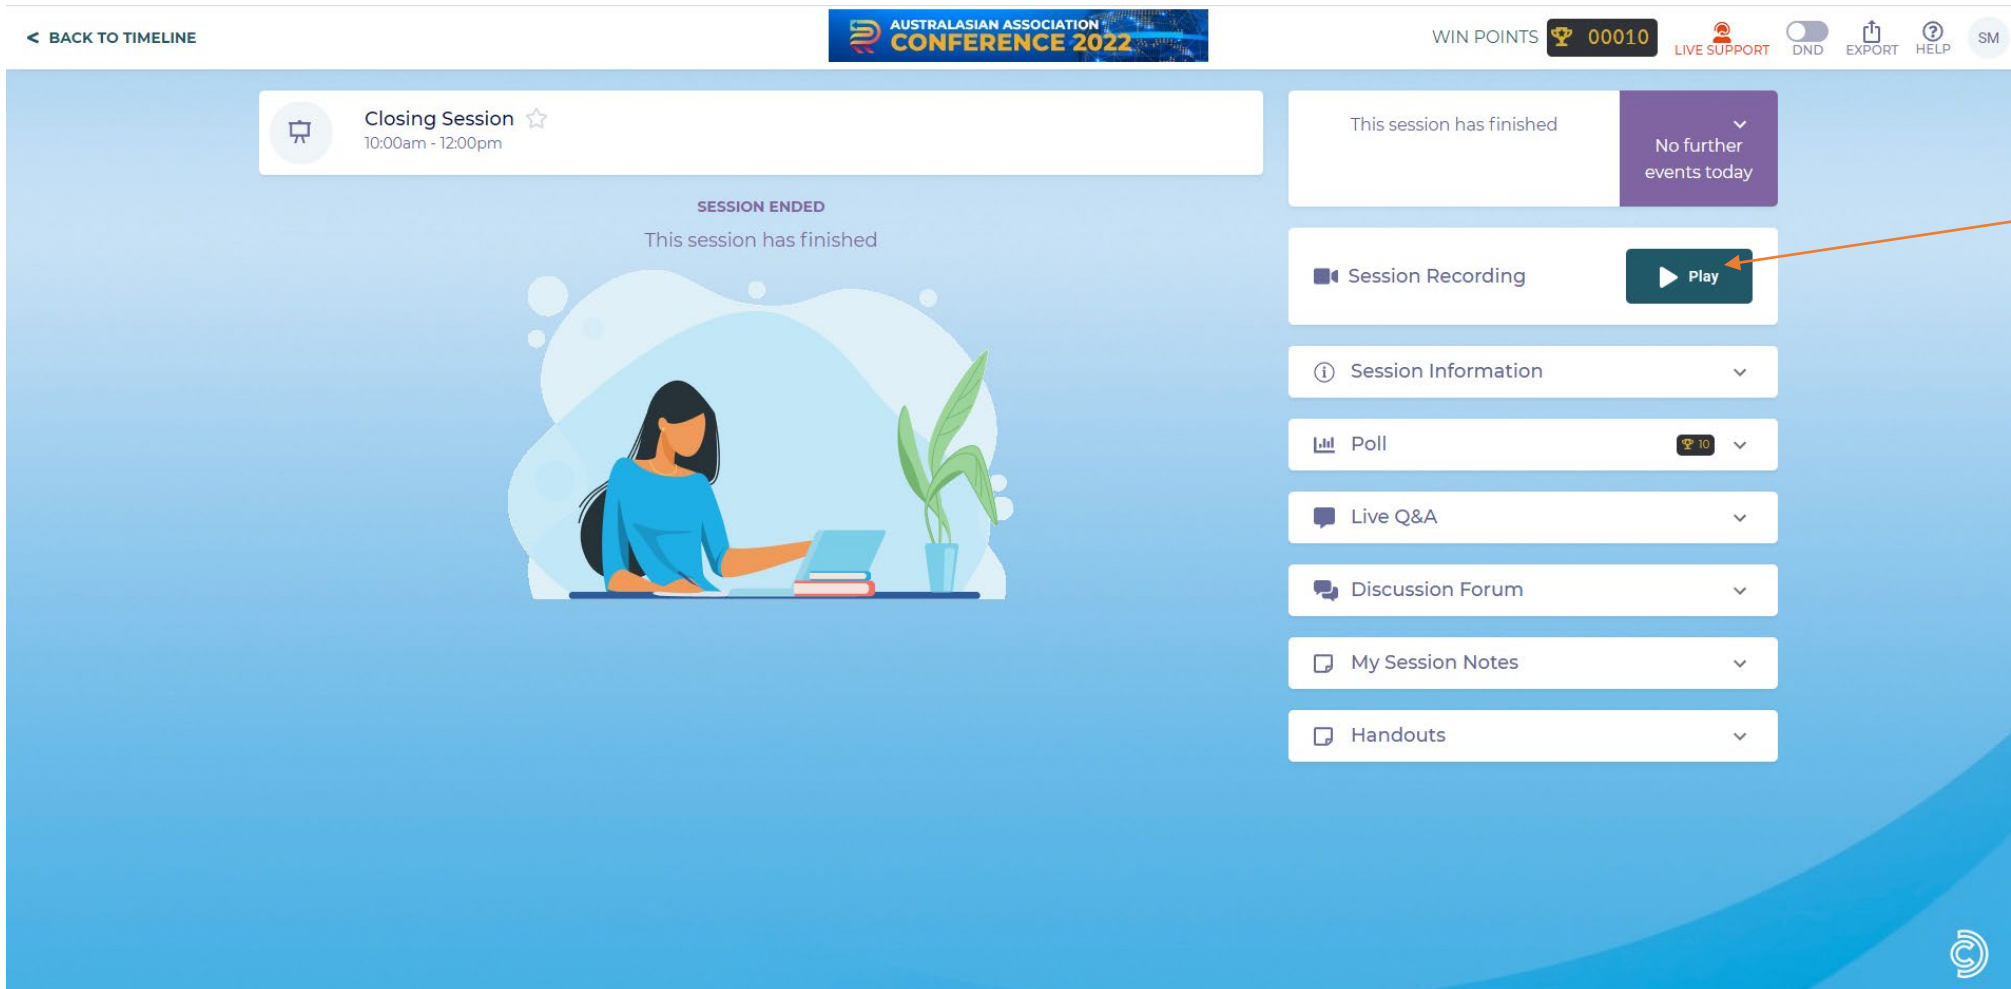 < BACK TO TIMELINE
AUSTRALASIAN ASSOCIATION
CONFERENCE 2022
WIN POINTS 00010
LIVE SUPPORT
DND
EXPORT
HELP
SM
Closing Session
10:00am - 12:00pm
SESSION ENDED
This session has finished
This session has finished
No further
events today
Session Recording
Play
Session Information
Poll
10
Live Q&A
Discussion Forum
My Session Notes
Handouts